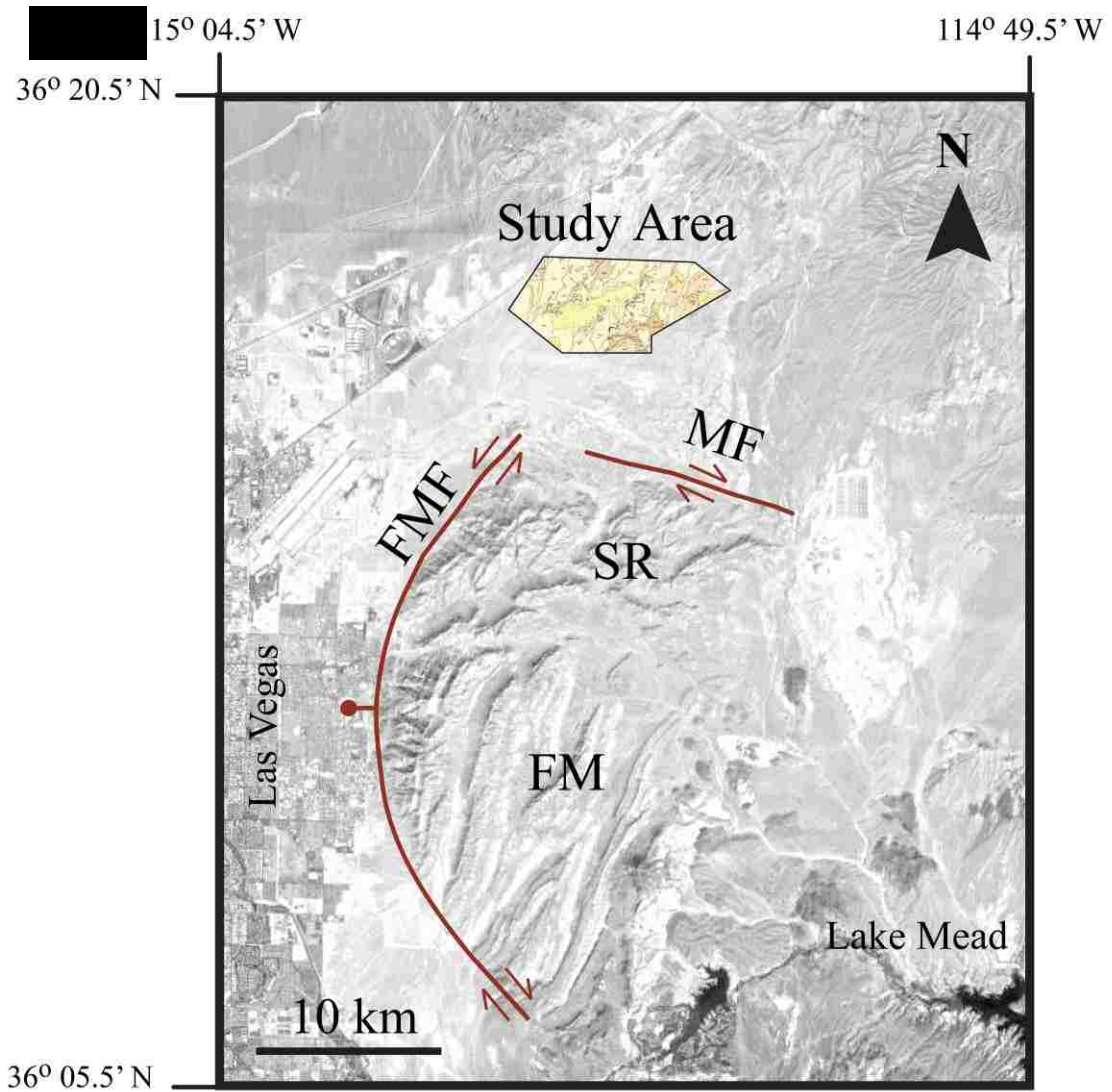 15° 04.5’ W
114° 49.5’ W
36° 20.5’ N
N
Study Area
MF
FMF
SR
Las Vegas
FM
Lake Mead
10 km
36° 05.5’ N